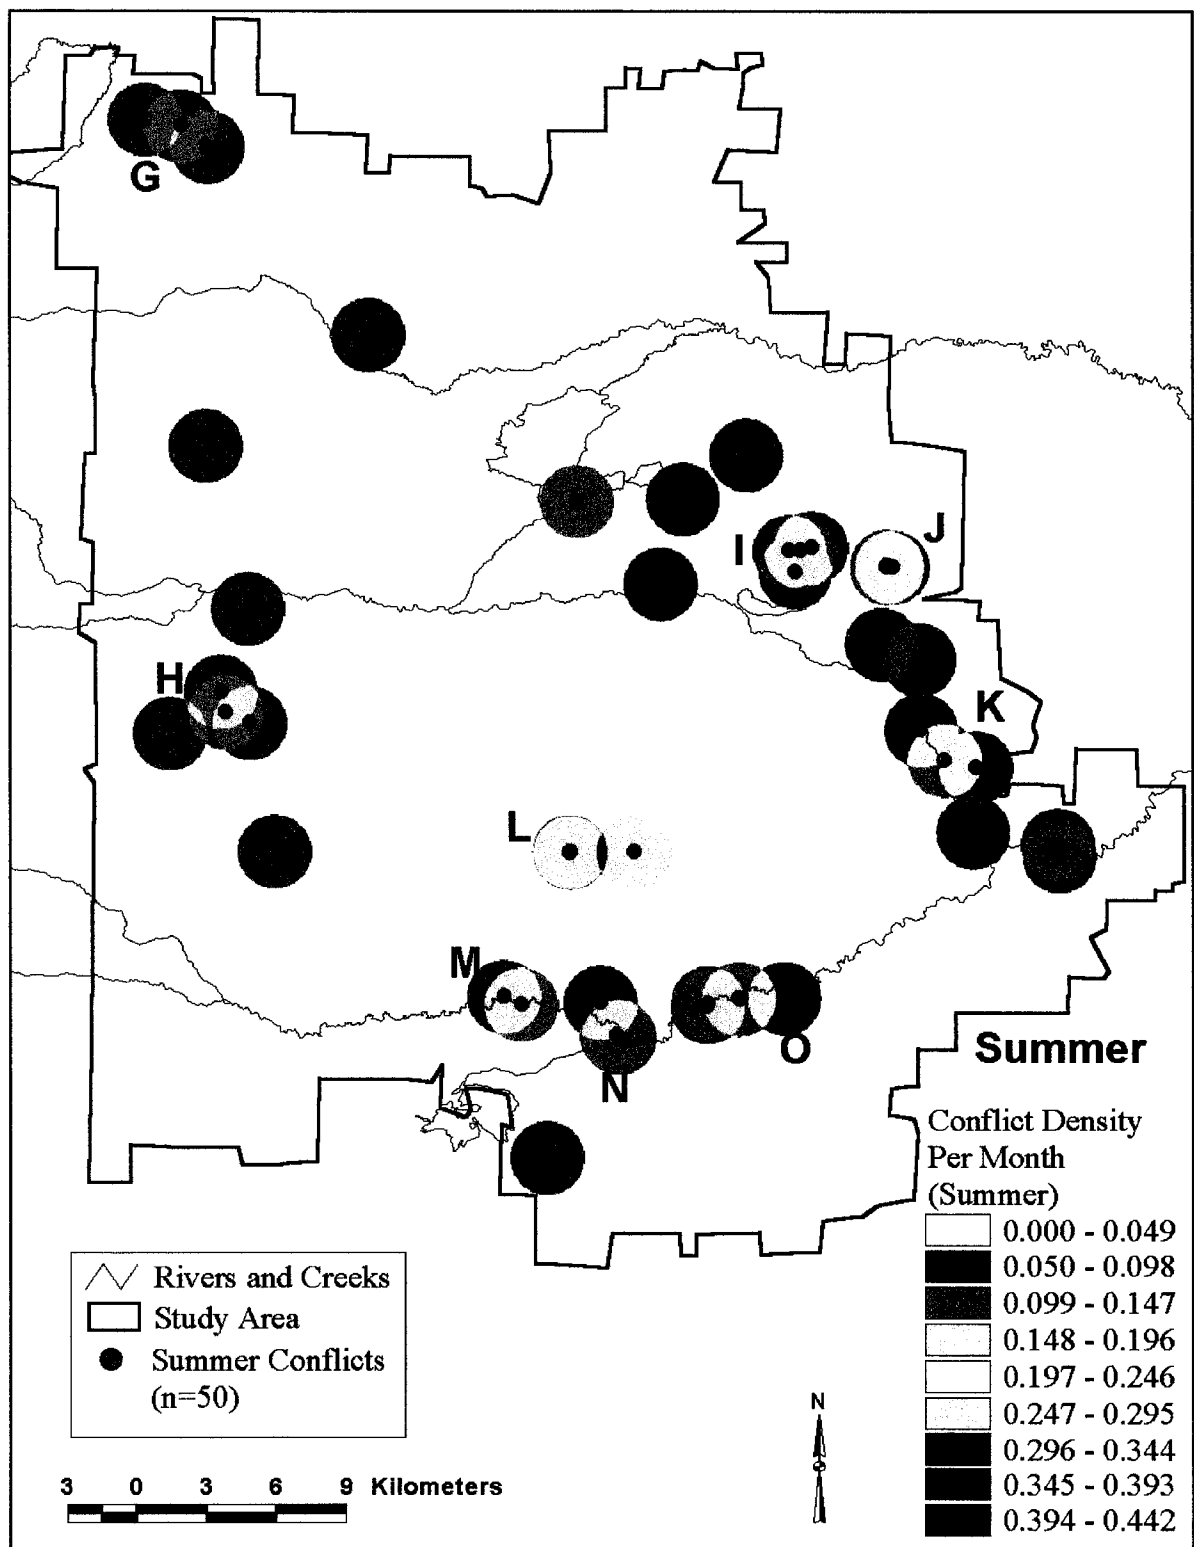 G
I
J
H
K
L
M
N
O
Summer
Conflict Density
Per Month
(Summer)
0.000 - 0.049
0.050 - 0.098
0.099 - 0.147
0.148 - 0.196
0.197 - 0.246
0.247 - 0.295
0.296 - 0.344
0.345 - 0.393
0.394 - 0.442
Rivers and Creeks
Study Area
Summer Conflicts
(n=50)
N
3 0 3 6 9 Kilometers